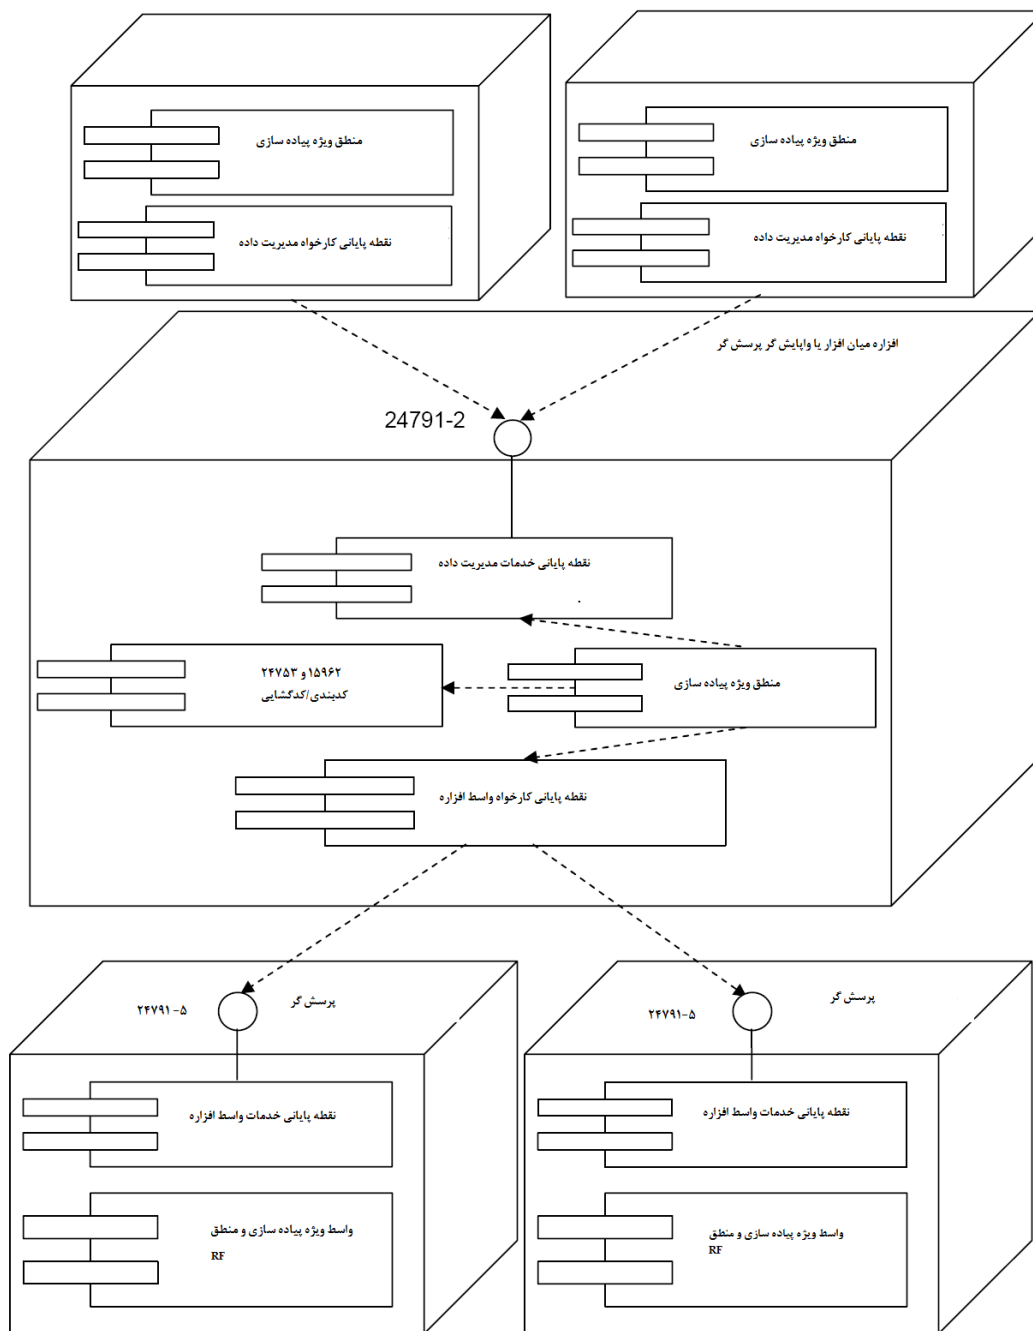 منطق ویژه پیاده سازی
نقطه پایانی کارخواه مدیریت داده
منطق ویژه پیاده سازی
نقطه پایانی کارخواه مدیریت داده
افزاره میان افزار یا واپایش گر پرسش گر
24791-2
نقطه پایانی خدمات مدیریت داده
۱۵۹۶۲ و ۲۴۷۵۳
کدبندی/کدگشایی
منطق ویژه پیاده سازی
نقطه پایانی کارخواه واسط افزاره
پرسش گر
۲۴۷۹۱-۵
نقطه پایانی خدمات واسط افزاره
واسط ویژه پیاده سازی و منطق
RF
پرسش گر
۲۴۷۹۱-۵
نقطه پایانی خدمات واسط افزاره
واسط ویژه پیاده سازی و منطق
RF